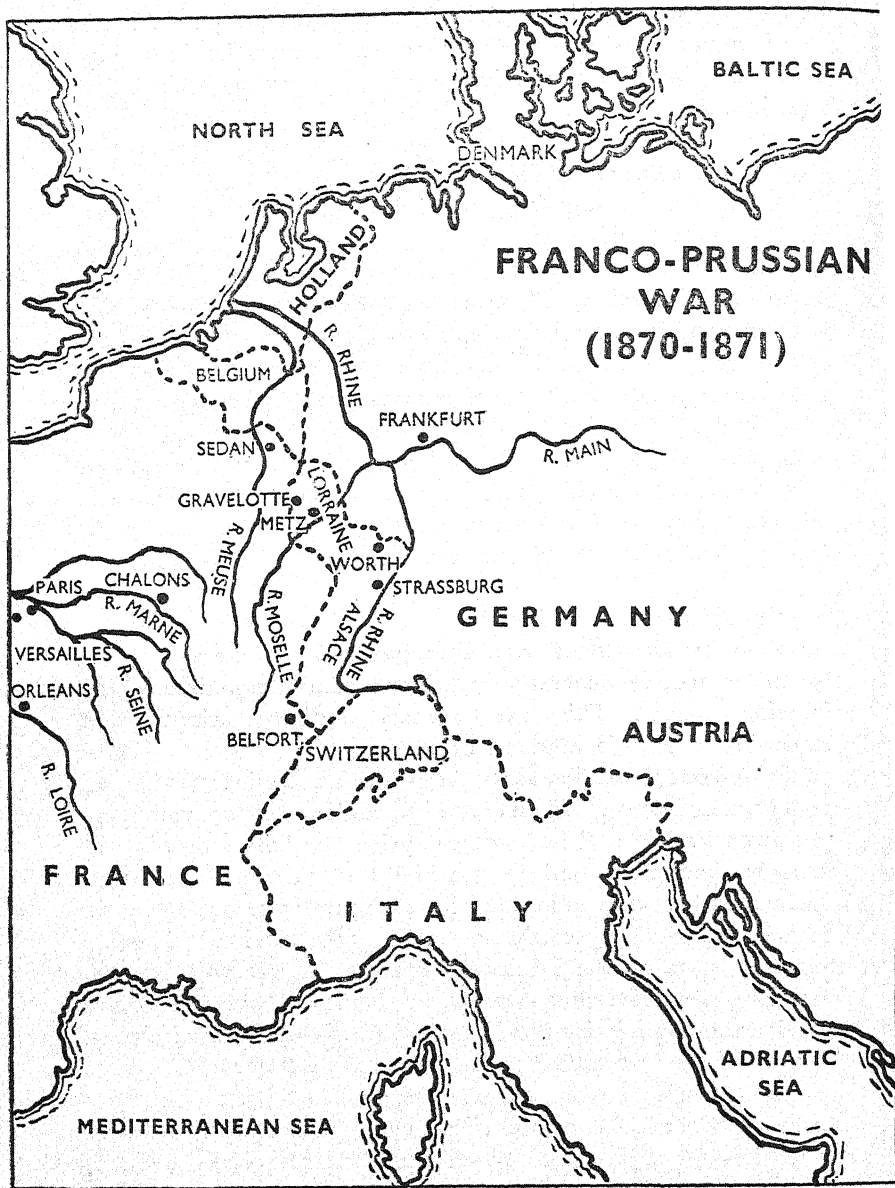 BALTIC SEA
NORTH SEA
DENMARK
FRANCO-PRUSSIAN
WAR
(1870-1871)
HOLLAND
R. RHINE
BELGIUM
FRANKFURT
R. MAIN
SEDAN
LORRAINE
GRAVELOTTE
METZ
R. MEUSE
WORTH
PARIS
CHALONS
STRASSBURG
R. MARNE
R. MOSELLE
ALSACE
R. RHINE
GERMANY
VERSAILLES
R. SEINE
ORLEANS
BELFORT
SWITZERLAND
AUSTRIA
R. LOIRE
FRANCE
ITALY
ADRIATIC
SEA
MEDITERRANEAN SEA